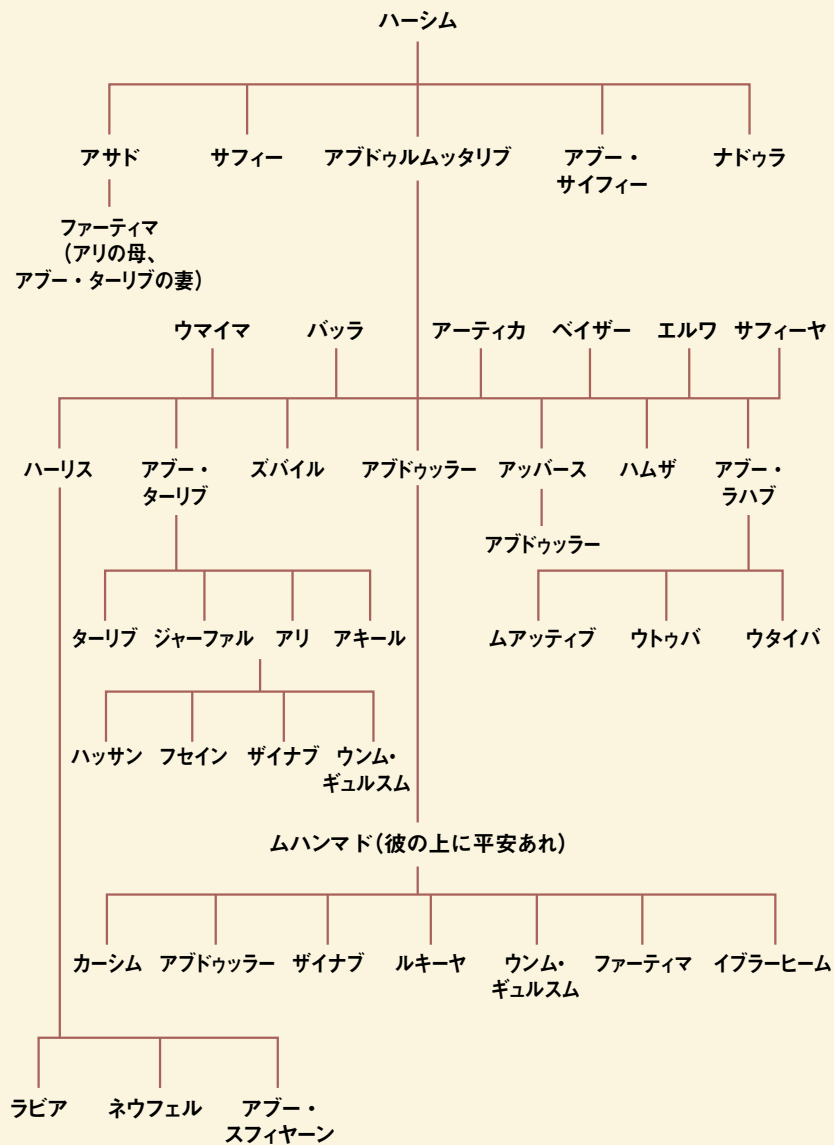 ハーシム
アサド
サフィー
アブドゥルムッタリブ
アブー・
サイフィー
ナドゥラ
ファーティマ
（アリの母、
アブー・ターリブの妻）
ウマイマ
バッラ
アーティカ
ベイザー
エルワ
サフィーヤ
ハーリス
アブー・
ターリブ
ズバイル
アブドゥッラー
アッバース
ハムザ
アブー・
ラハブ
アブドゥッラー
ターリブ
ジャーファル
アリ
アキール
ムアッティブ
ウトゥバ
ウタイバ
ハッサン
フセイン
ザイナブ
ウンム・
ギュルスム
ムハンマド（彼の上に平安あれ）
カーシム
アブドゥッラー
ザイナブ
ルキーヤ
ウンム・
ギュルスム
ファーティマ
イブラーヒーム
ラビア
ネウフェル
アブー・
スフィヤーン